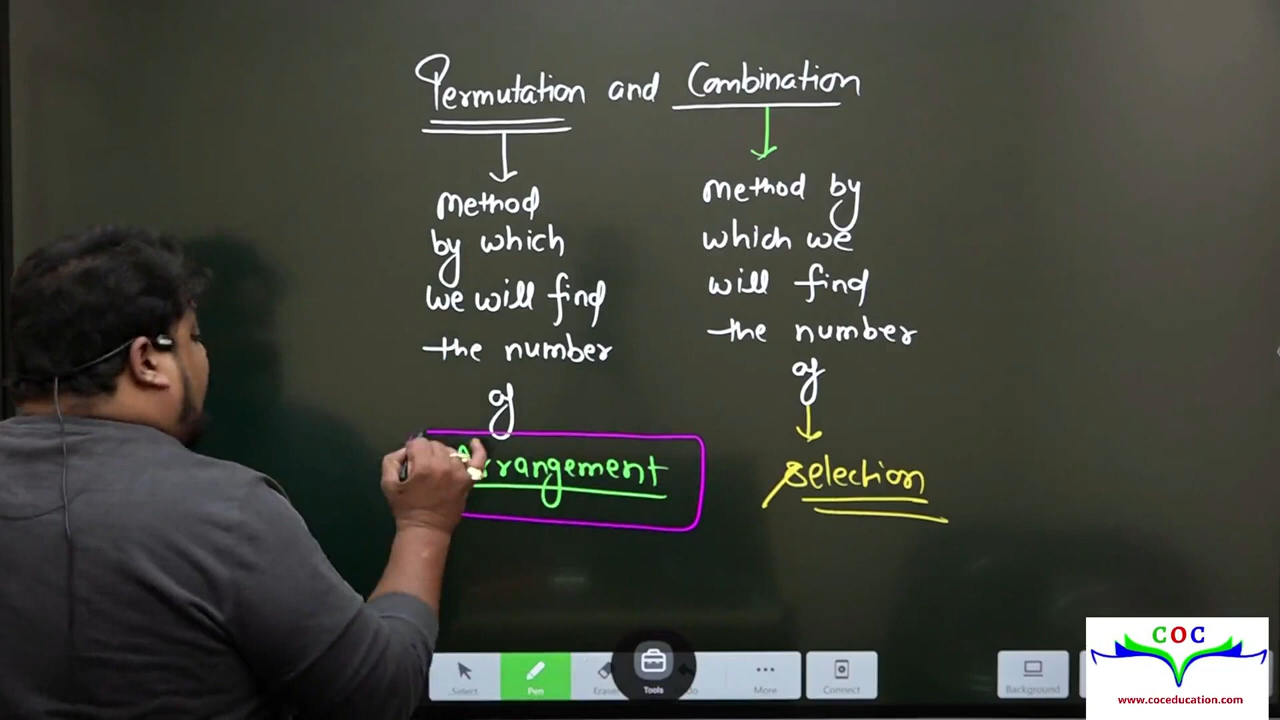 Permutation and Combination
Method
by which
we will find
the number
of
Arrangement
method by
which we
will find
the number
of
selection
Select
Pen
Tools
More
Connect
Background
COC
www.coceducation.com